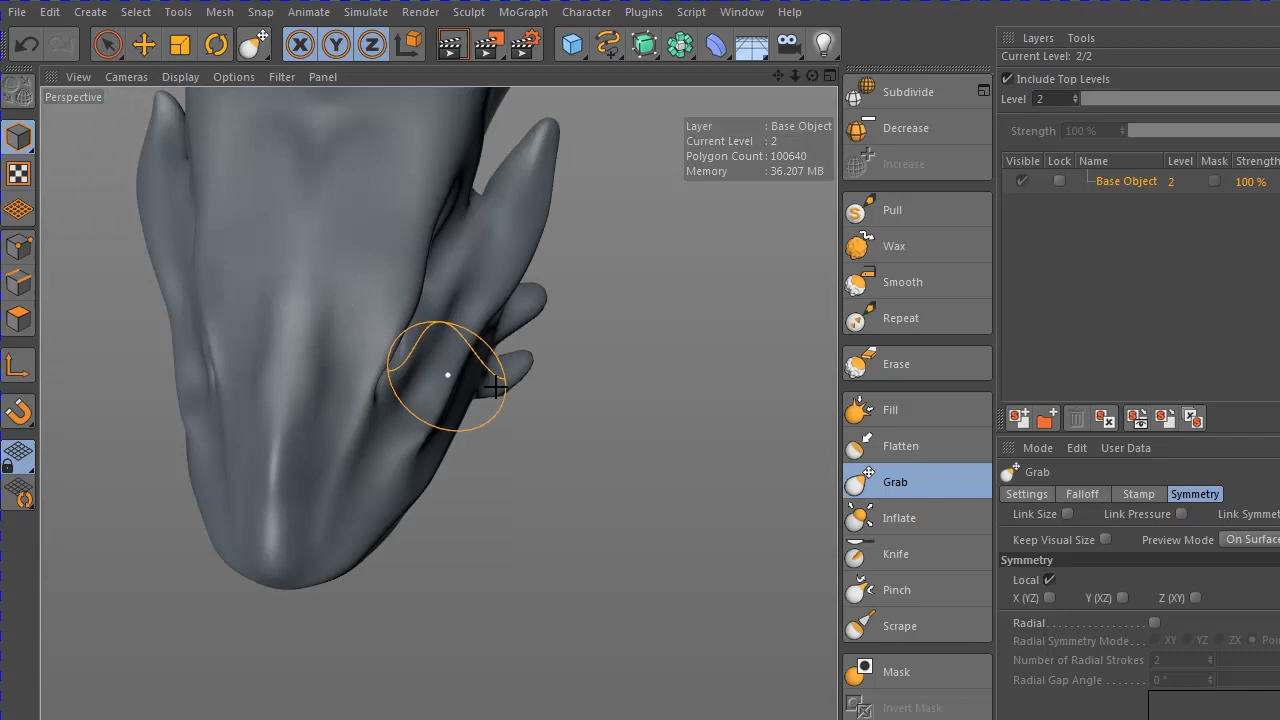 File Edit Create Select Tools Mesh Snap Animate Simulate Render Sculpt MoGraph Character Plugins Script Window Help
X Y Z
View Cameras Display Options Filter Panel
Perspective
Layer : Base Object
Current Level : 2
Polygon Count : 100640
Memory : 36.207 MB
Subdivide
Decrease
Increase
Pull
Wax
Smooth
Repeat
Erase
Fill
Flatten
Grab
Inflate
Knife
Pinch
Scrape
Mask
Invert Mask
Layers Tools
Current Level: 2/2
Include Top Levels
Level 2
Strength 100 %
Visible Lock Name Level Mask Strength
Base Object 2 100 %
Mode Edit User Data
Grab
Settings Falloff Stamp Symmetry
Link Size Link Pressure Link Symmet
Keep Visual Size Preview Mode On Surface
Symmetry
Local
X (YZ) Y (XZ) Z (XY)
Radial
Radial Symmetry Mode... XY YZ ZX Poi
Number of Radial Strokes 2
Radial Gap Angle 0 °